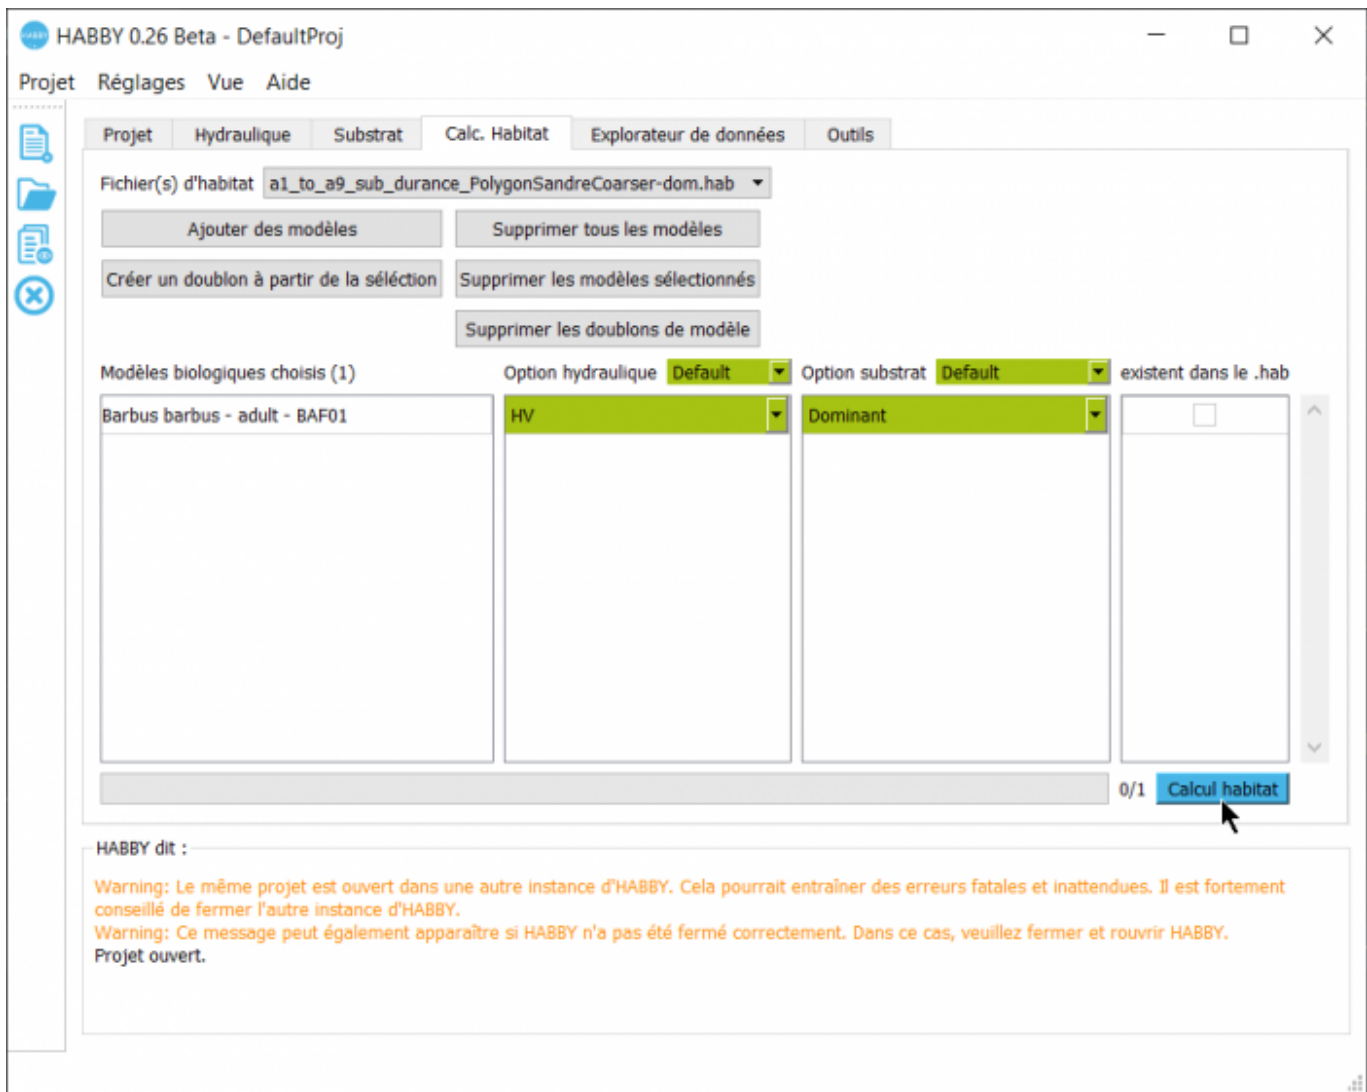 HABBY 0.26 Beta - DefaultProj
Projet Réglages Vue Aide
Projet Hydraulique Substrat Calc. Habitat Explorateur de données Outils
Fichier(s) d'habitat a1_to_a9_sub_durance_PolygonSandreCoarser-dom.hab
Ajouter des modèles Supprimer tous les modèles
Créer un doublon à partir de la séléction Supprimer les modèles sélectionnés
Supprimer les doublons de modèle
Modèles biologiques choisis (1) Option hydraulique Default Option substrat Default existent dans le .hab
Barbus barbus - adult - BAF01 HV Dominant
0/1 Calcul habitat
HABBY dit :
Warning: Le même projet est ouvert dans une autre instance d'HABBY. Cela pourrait entraîner des erreurs fatales et inattendues. Il est fortement
conseillé de fermer l'autre instance d'HABBY.
Warning: Ce message peut également apparaître si HABBY n'a pas été fermé correctement. Dans ce cas, veuillez fermer et rouvrir HABBY.
Projet ouvert.